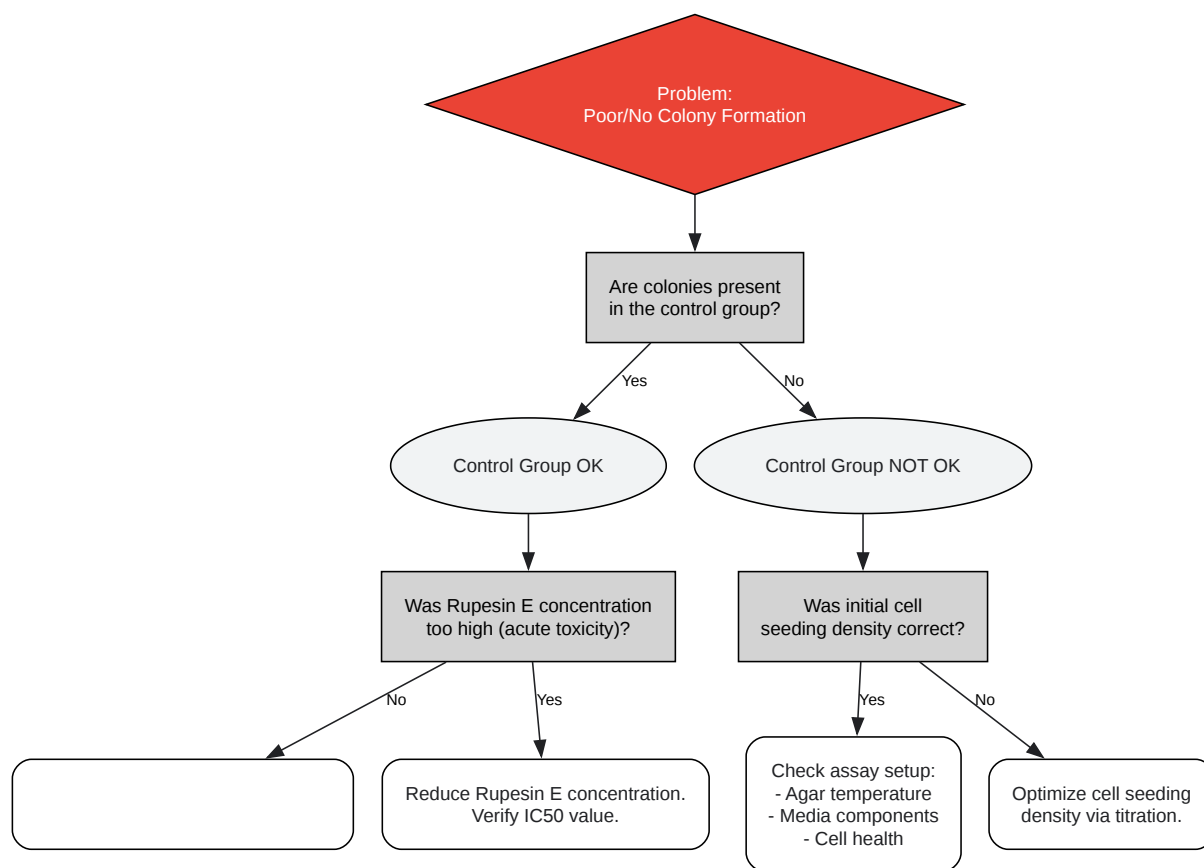 Problem:
Poor/No Colony Formation
Are colonies present
in the control group?
Yes
No
Control Group OK
Control Group NOT OK
Was Rupesin E concentration
too high (acute toxicity)?
Was initial cell
seeding density correct?
No
Yes
Yes
No
Reduce Rupesin E concentration.
Verify IC50 value.
Check assay setup:
- Agar temperature
- Media components
- Cell health
Optimize cell seeding
density via titration.